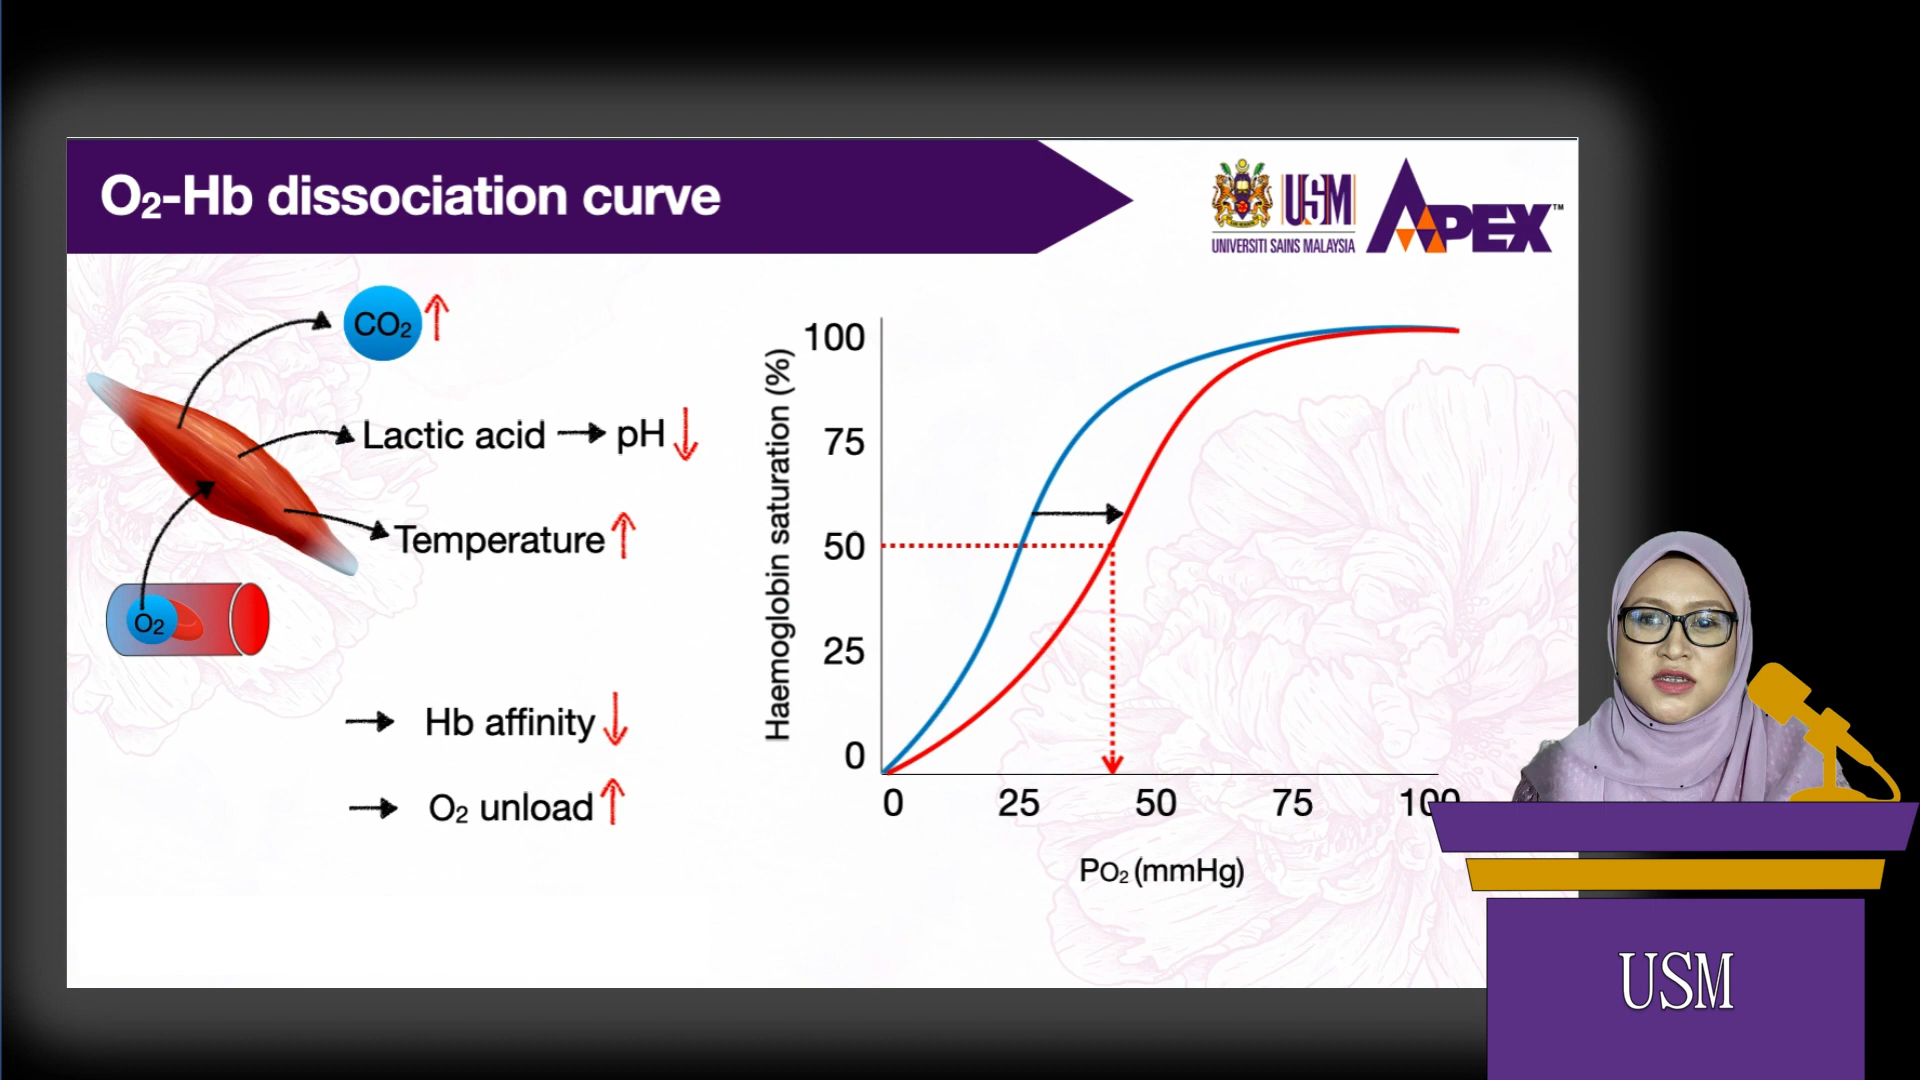 O₂-Hb dissociation curve
USM
UNIVERSITI SAINS MALAYSIA
APEX™
CO₂
Lactic acid → pH ↓
Temperature ↑
O₂
→ Hb affinity ↓
→ O₂ unload ↑
Haemoglobin saturation (%)
100
75
50
25
0
0 25 50 75 100
PO₂ (mmHg)
USM